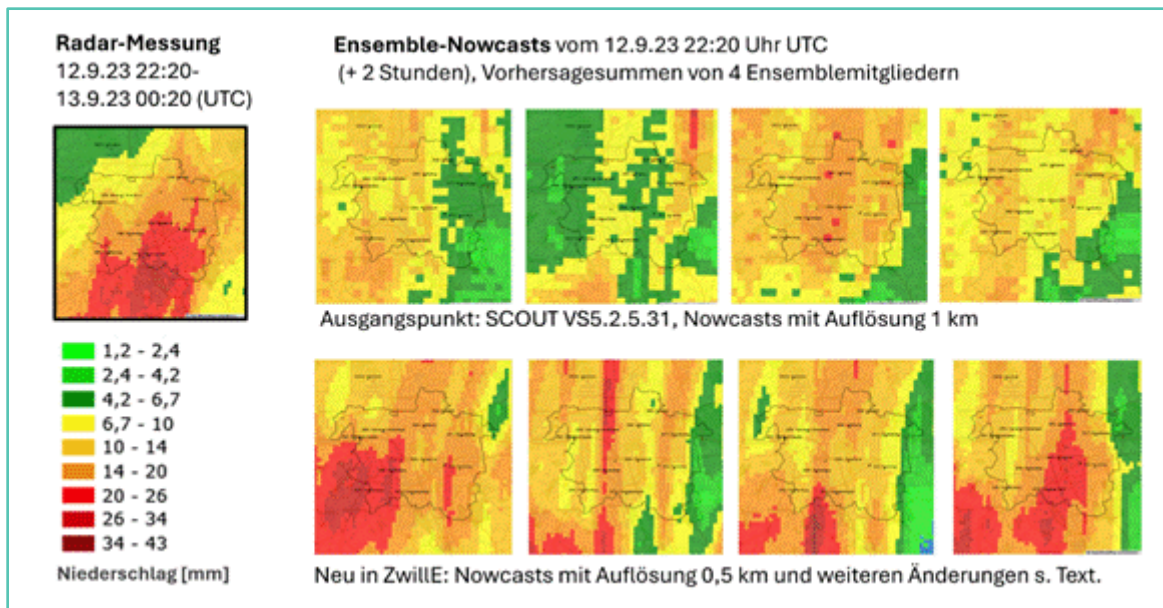 Radar-Messung
12.9.23 22:20-
13.9.23 00:20 (UTC)
Ensemble-Nowcasts vom 12.9.23 22:20 Uhr UTC
(+ 2 Stunden), Vorhersagesummen von 4 Ensemblemitgliedern
Ausgangspunkt: SCOUT VS5.2.5.31, Nowcasts mit Auflösung 1 km
1,2 - 2,4
2,4 - 4,2
4,2 - 6,7
6,7 - 10
10 - 14
14 - 20
20 - 26
26 - 34
34 - 43
Niederschlag [mm]
Neu in ZwillE: Nowcasts mit Auflösung 0,5 km und weiteren Änderungen s. Text.